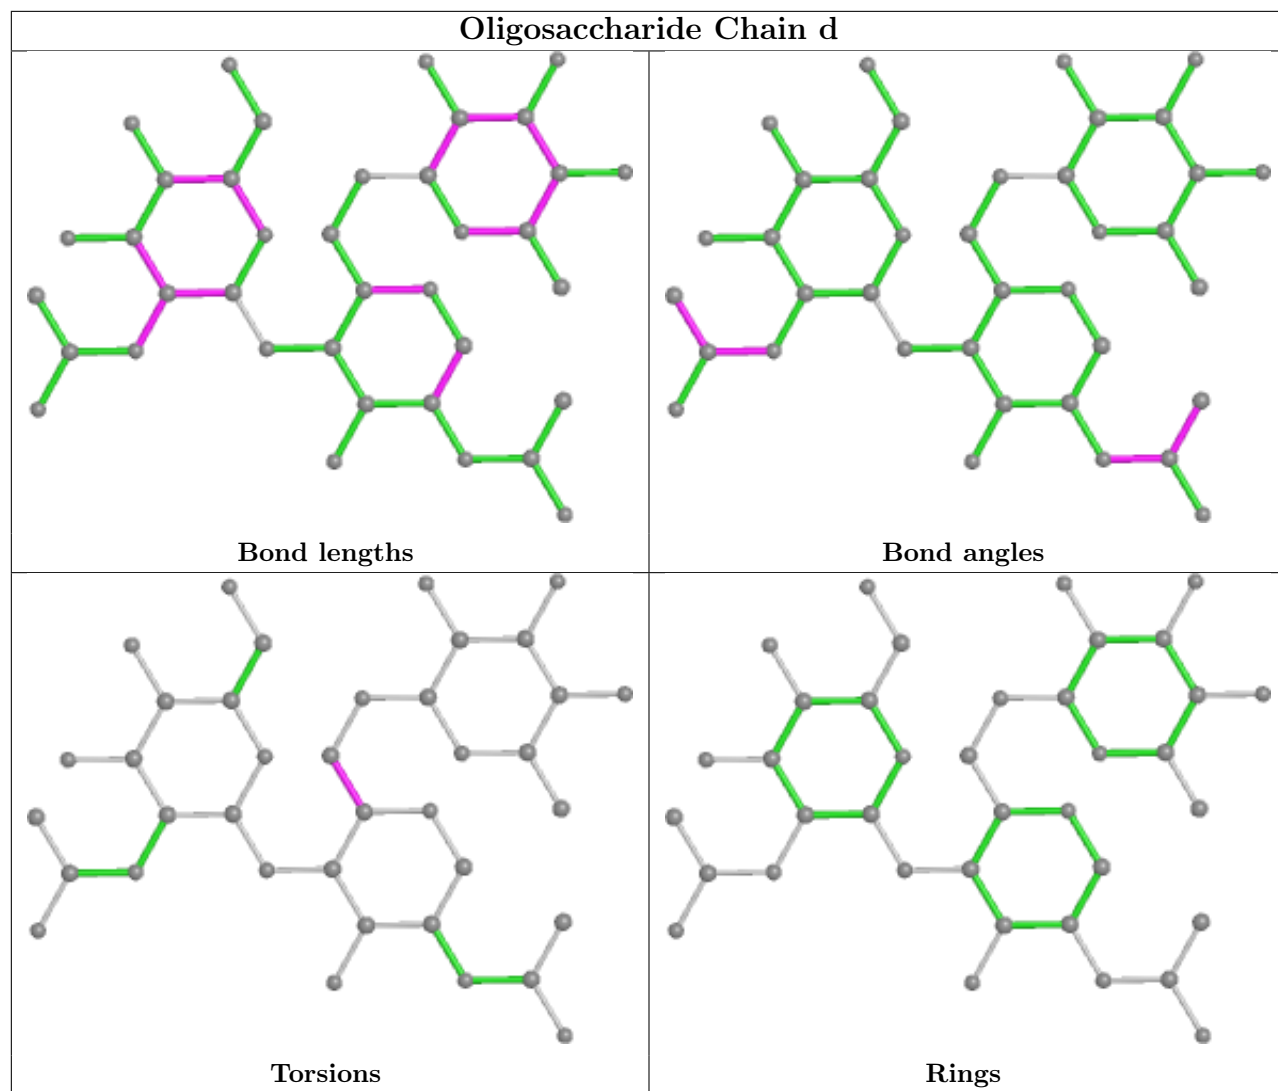 Oligosaccharide Chain d
Bond lengths
Bond angles
Torsions
Rings